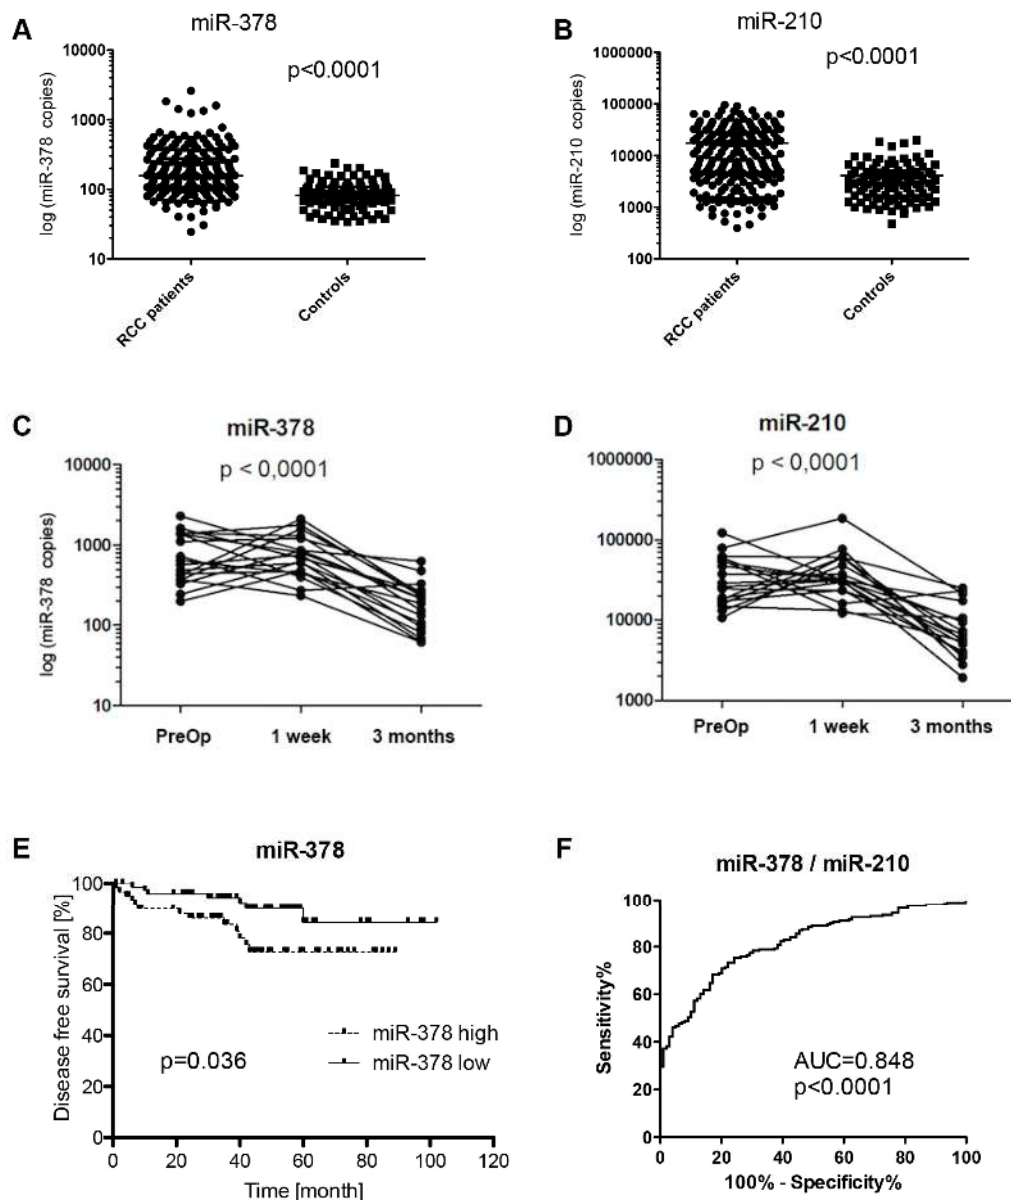 A
miR-378
p<0.0001
log (miR-378 copies)
10000
1000
100
10
RCC patients
Controls
B
miR-210
p<0.0001
log (miR-210 copies)
1000000
100000
10000
1000
100
RCC patients
Controls
C
miR-378
p < 0,0001
log (miR-378 copies)
10000
1000
100
10
PreOp 1 week 3 months
D
miR-210
p < 0,0001
1000000
100000
10000
1000
PreOp 1 week 3 months
E
miR-378
Disease free survival [%]
100
80
60
40
20
0
miR-378 high
miR-378 low
p=0.036
0 20 40 60 80 100 120
Time [month]
F
miR-378 / miR-210
Sensitivity%
100
80
60
40
20
0
AUC=0.848
p<0.0001
0 20 40 60 80 100
100% - Specificity%